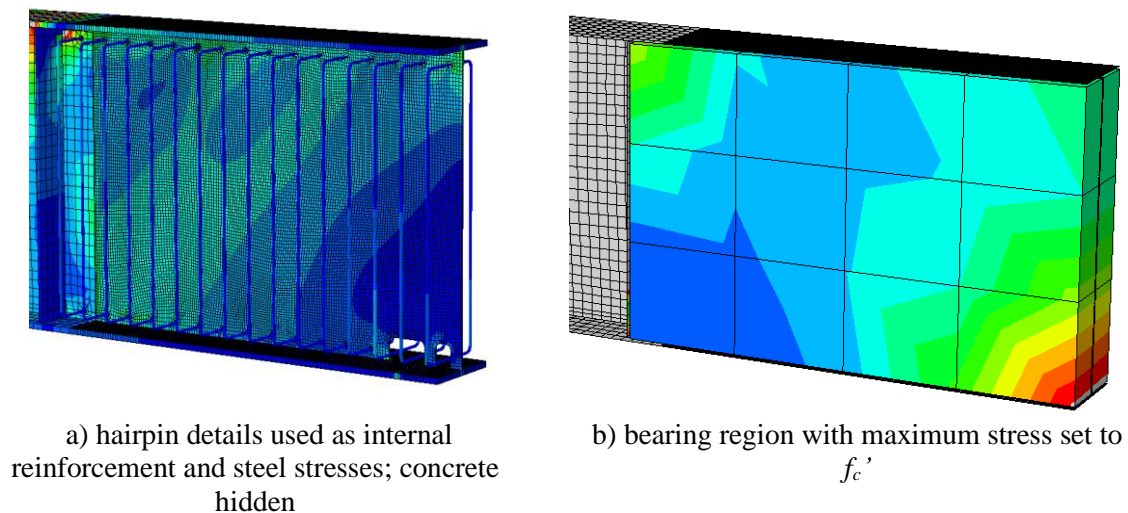 a) hairpin details used as internal
reinforcement and steel stresses; concrete
hidden
b) bearing region with maximum stress set to
fc’